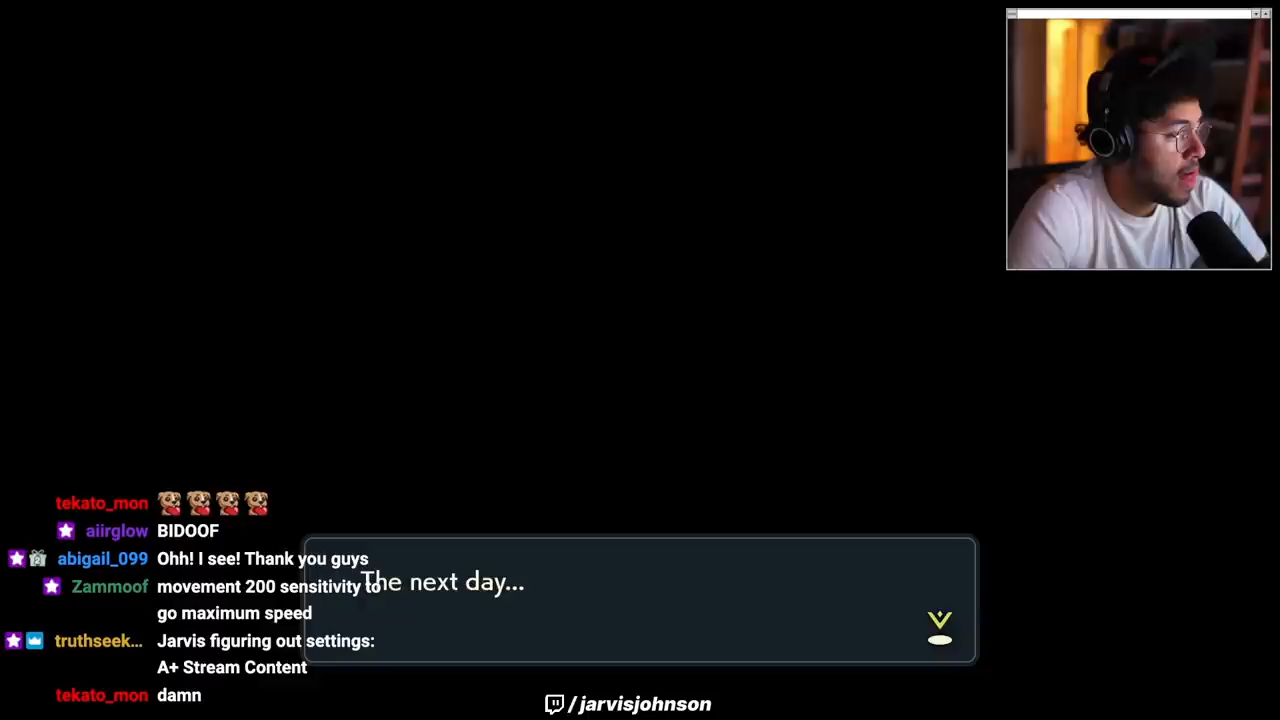 tekato_mon
aiirglow BIDOOF
abigail_099 Ohh! I see! Thank you guys
Zammoof movement 200 sensitivity to
go maximum speed
truthseek... Jarvis figuring out settings:
A+ Stream Content
tekato_mon damn
The next day...
/jarvisjohnson